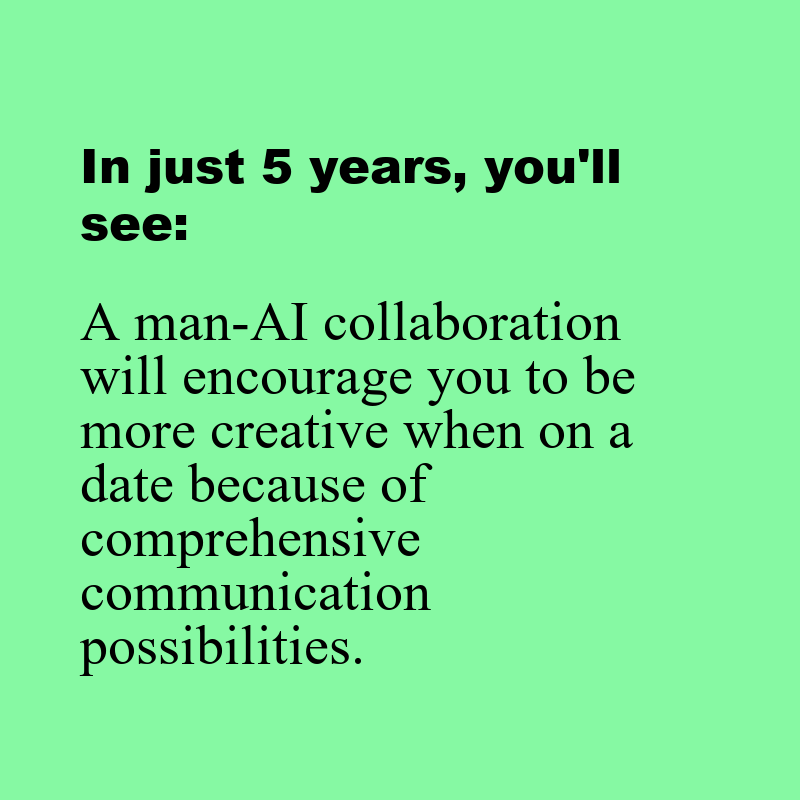 In just 5 years, you'll
see:
A man-AI collaboration
will encourage you to be
more creative when on a
date because of
comprehensive
communication
possibilities.